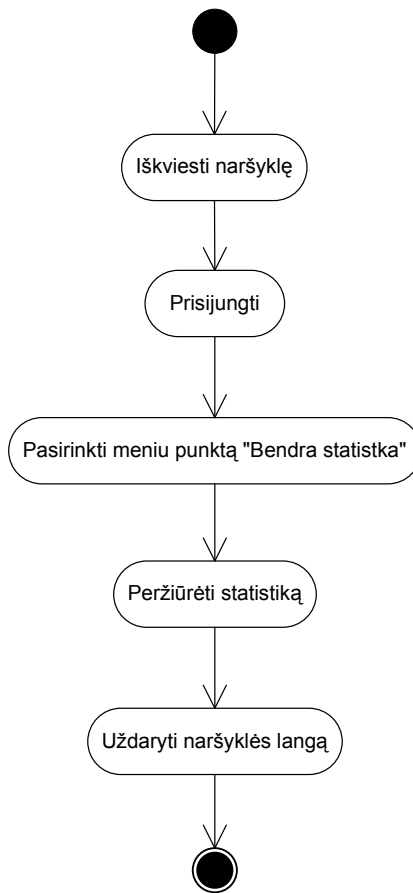 Iškviesti naršyklę
Prisijungti
Pasirinkti meniu punktą "Bendra statistka"
Peržiūrėti statistiką
Uždaryti naršyklės langą